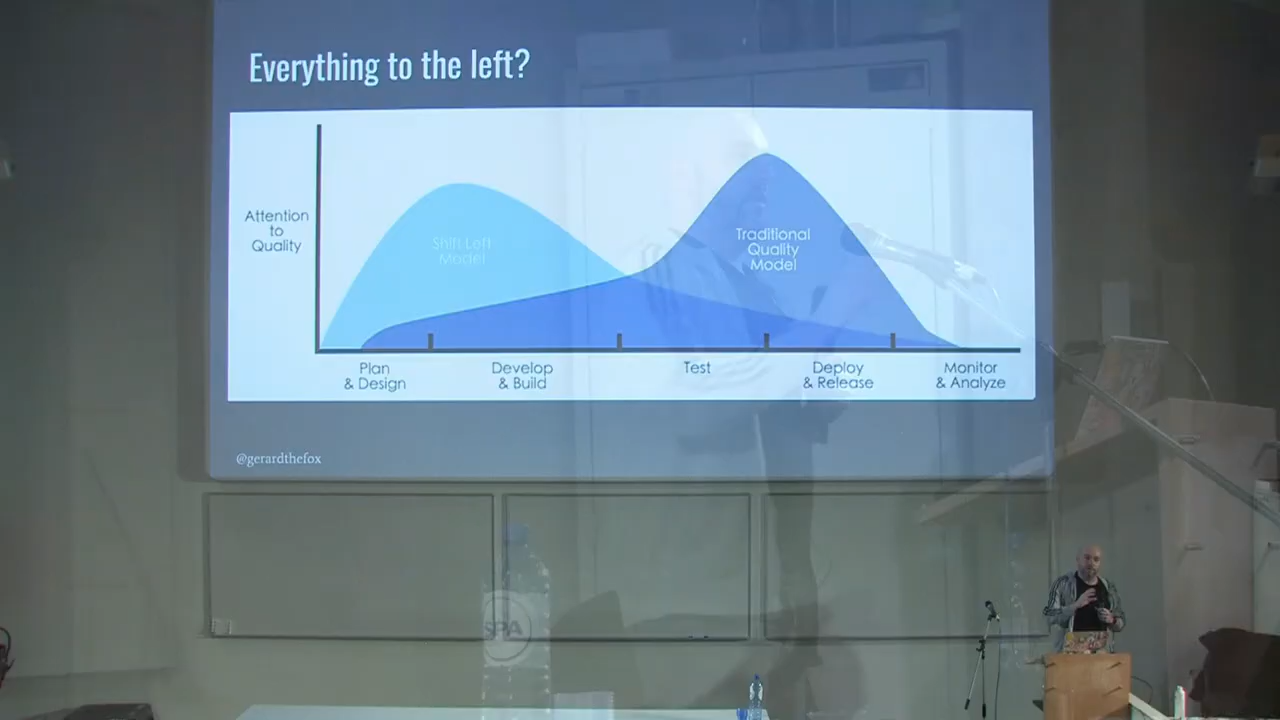 Everything to the left?
Attention
to
Quality
Shift Left
Model
Traditional
Quality
Model
Plan
& Design
Develop
& Build
Test
Deploy
& Release
Monitor
& Analyze
@gerardthefox
SPA